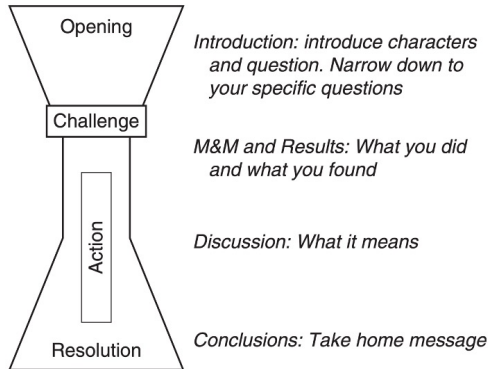 Opening
Introduction: introduce characters
and question. Narrow down to
your specific questions
Challenge
M&M and Results: What you did
and what you found
Action
Discussion: What it means
Resolution
Conclusions: Take home message